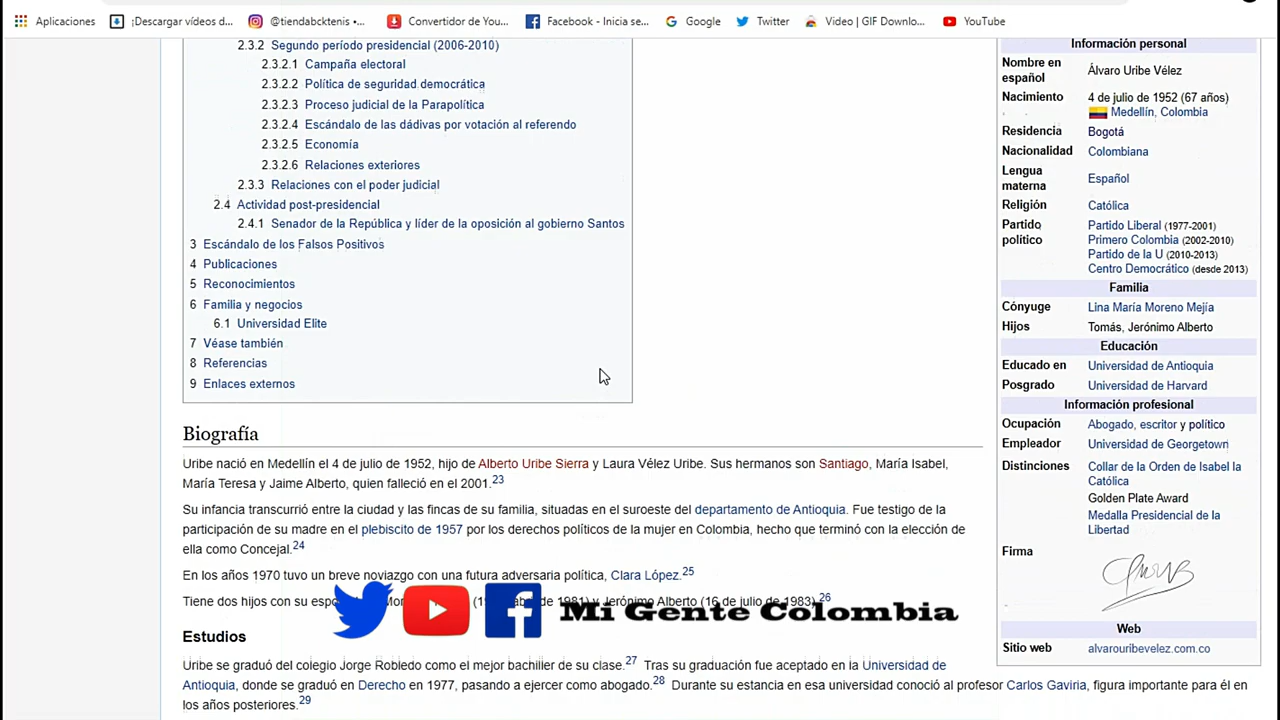 Aplicaciones
¡Descargar vídeos d...
@tiendabcktenis •...
Convertidor de You...
Facebook - Inicia se...
Google
Twitter
Video | GIF Downlo...
YouTube
2.3.2 Segundo período presidencial (2006-2010)
2.3.2.1 Campaña electoral
2.3.2.2 Política de seguridad democrática
2.3.2.3 Proceso judicial de la Parapolítica
2.3.2.4 Escándalo de las dádivas por votación al referendo
2.3.2.5 Economía
2.3.2.6 Relaciones exteriores
2.3.3 Relaciones con el poder judicial
2.4 Actividad post-presidencial
2.4.1 Senador de la República y líder de la oposición al gobierno Santos
3 Escándalo de los Falsos Positivos
4 Publicaciones
5 Reconocimientos
6 Familia y negocios
6.1 Universidad Elite
7 Véase también
8 Referencias
9 Enlaces externos
Biografía
Uribe nació en Medellín el 4 de julio de 1952, hijo de Alberto Uribe Sierra y Laura Vélez Uribe. Sus hermanos son Santiago, María Isabel,
María Teresa y Jaime Alberto, quien falleció en el 2001.23
Su infancia transcurrió entre la ciudad y las fincas de su familia, situadas en el suroeste del departamento de Antioquia. Fue testigo de la
participación de su madre en el plebiscito de 1957 por los derechos políticos de la mujer en Colombia, hecho que terminó con la elección de
ella como Concejal.24
En los años 1970 tuvo un breve noviazgo con una futura adversaria política, Clara López.25
Tiene dos hijos con su de 1981) y Jerónimo Alberto (16 de julio de 1983).26
Mi Gente Colombia
Estudios
Uribe se graduó del colegio Jorge Robledo como el mejor bachiller de su clase.27 Tras su graduación fue aceptado en la Universidad de
Antioquia, donde se graduó en Derecho en 1977, pasando a ejercer como abogado.28 Durante su estancia en esa universidad conoció al profesor Carlos Gaviria, figura importante para él en
los años posteriores.29
Información personal
Nombre en español Álvaro Uribe Vélez
Nacimiento 4 de julio de 1952 (67 años)
Medellín, Colombia
Residencia Bogotá
Nacionalidad Colombiana
Lengua materna Español
Religión Católica
Partido político Partido Liberal (1977-2001)
Primero Colombia (2002-2010)
Partido de la U (2010-2013)
Centro Democrático (desde 2013)
Familia
Cónyuge Lina María Moreno Mejía
Hijos Tomás, Jerónimo Alberto
Educación
Educado en Universidad de Antioquia
Posgrado Universidad de Harvard
Información profesional
Ocupación Abogado, escritor y político
Empleador Universidad de Georgetown
Distinciones Collar de la Orden de Isabel la
Católica
Golden Plate Award
Medalla Presidencial de la
Libertad
Firma
Web
Sitio web alvarouribevelez.com.co